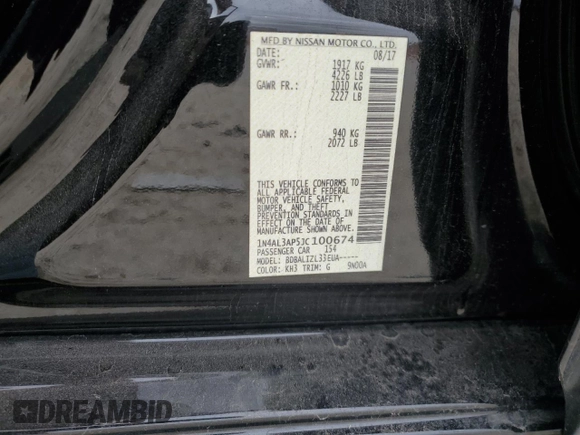 MFD BY NISSAN MOTOR CO., LTD.
DATE: 08/17
GVWR: 1917 KG
4226 LB
GAWR FR.: 1010 KG
2227 LB
GAWR RR.: 940 KG
2072 LB
THIS VEHICLE CONFORMS TO
ALL APPLICABLE FEDERAL
MOTOR VEHICLE SAFETY,
BUMPER, AND THEFT
PREVENTION STANDARDS IN
EFFECT ON THE DATE OF
MANUFACTURE SHOWN ABOVE.
1N4AL3AP5JC100674
PASSENGER CAR 1S4
MODEL: BDBALIZL33EUA-----
COLOR: KH3 TRIM: G 9N00A
DREAMBID